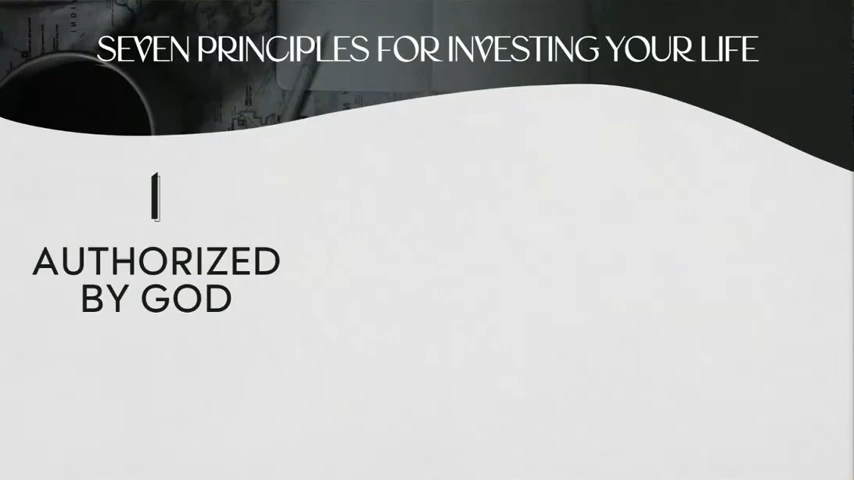 SEVEN PRINCIPLES FOR INVESTING YOUR LIFE
1
AUTHORIZED
BY GOD